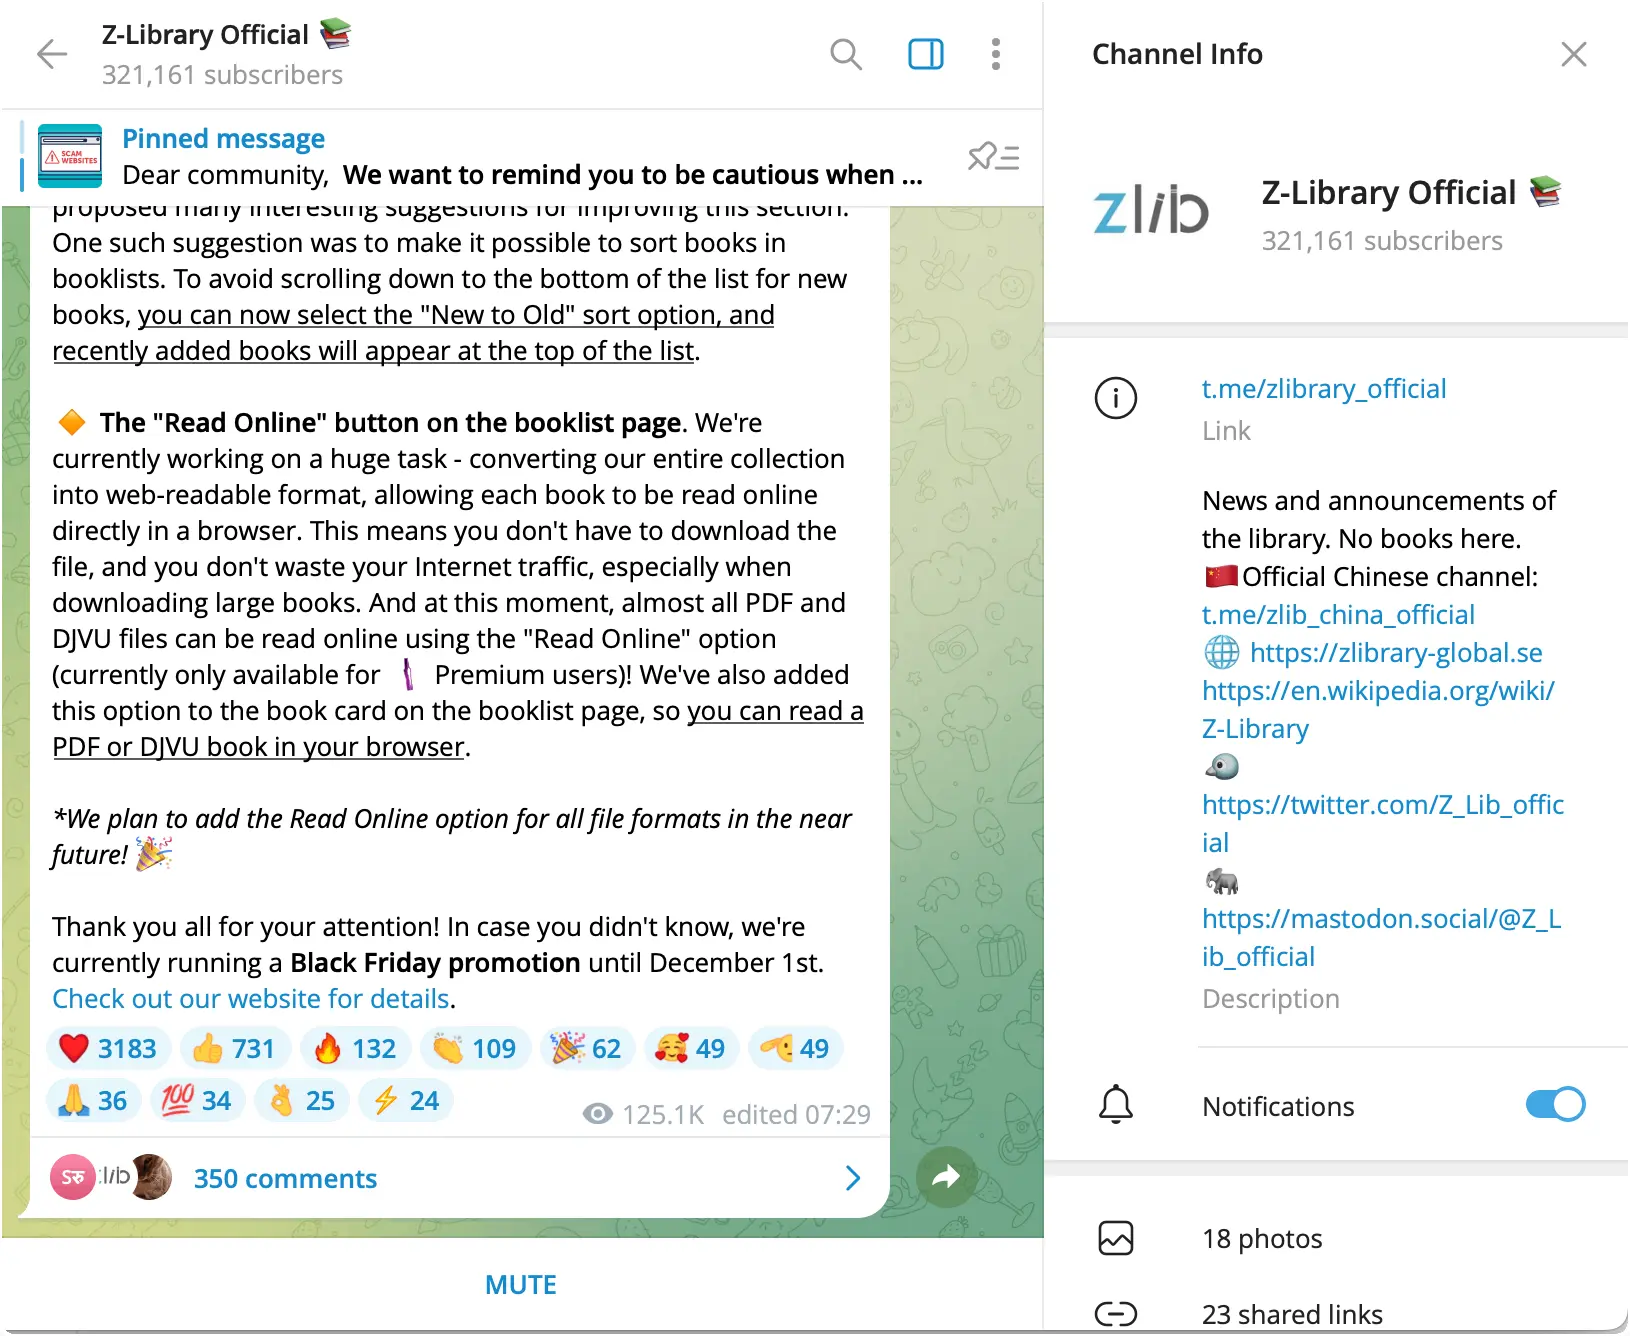 Z-Library Official 📚
321,161 subscribers
Pinned message
Dear community, We want to remind you to be cautious when ...
SCAM
WEBSITES
proposed many interesting suggestions for improving this section.
One such suggestion was to make it possible to sort books in
booklists. To avoid scrolling down to the bottom of the list for new
books, you can now select the "New to Old" sort option, and
recently added books will appear at the top of the list.
🔶 The "Read Online" button on the booklist page. We're
currently working on a huge task - converting our entire collection
into web-readable format, allowing each book to be read online
directly in a browser. This means you don't have to download the
file, and you don't waste your Internet traffic, especially when
downloading large books. And at this moment, almost all PDF and
DJVU files can be read online using the "Read Online" option
(currently only available for Premium users)! We've also added
this option to the book card on the booklist page, so you can read a
PDF or DJVU book in your browser.
*We plan to add the Read Online option for all file formats in the near
future! 🎉
Thank you all for your attention! In case you didn't know, we're
currently running a Black Friday promotion until December 1st.
Check out our website for details.
❤️ 3183 👍 731 🔥 132 👏 109 🎉 62 🥰 49 🫡 49
🙏 36 💯 34 👌 25 ⚡ 24
125.1K edited 07:29
350 comments
MUTE
Channel Info
zlib
Z-Library Official 📚
321,161 subscribers
t.me/zlibrary_official
Link
News and announcements of
the library. No books here.
🇨🇳Official Chinese channel:
t.me/zlib_china_official
🌐 https://zlibrary-global.se
https://en.wikipedia.org/wiki/
Z-Library
🐦
https://twitter.com/Z_Lib_offic
ial
🐘
https://mastodon.social/@Z_L
ib_official
Description
Notifications
18 photos
23 shared links